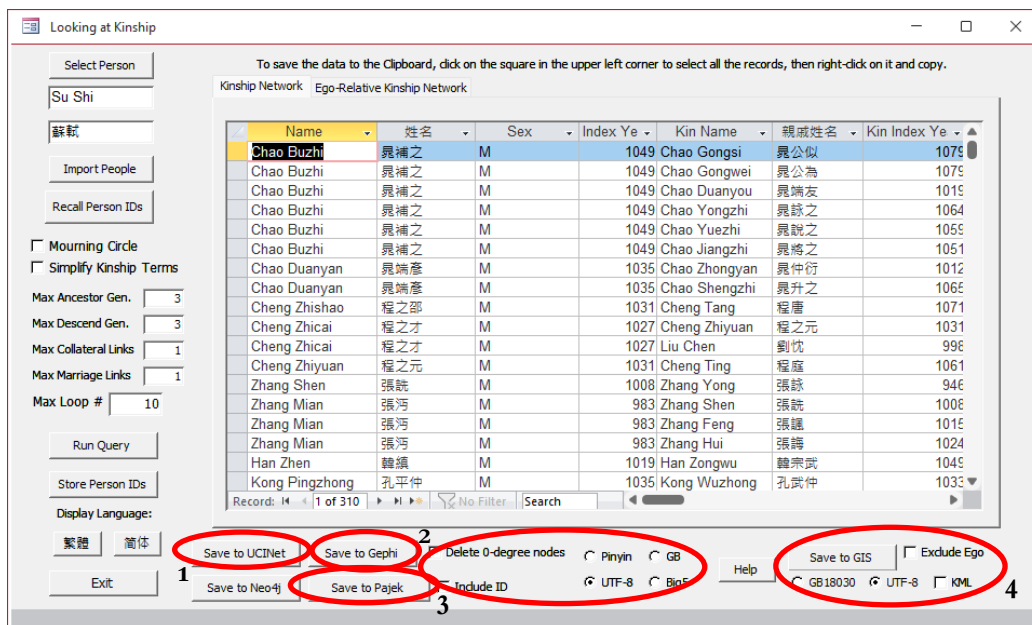 Looking at Kinship
Select Person
Su Shi
蘇軾
Import People
Recall Person IDs
Mourning Circle
Simplify Kinship Terms
Max Ancestor Gen. 3
Max Descend Gen. 3
Max Collateral Links 1
Max Marriage Links 1
Max Loop # 10
Run Query
Store Person IDs
Display Language:
繁體 简体
Exit
To save the data to the Clipboard, click on the square in the upper left corner to select all the records, then right-click on it and copy.
Kinship Network Ego-Relative Kinship Network
Name 姓名 Sex Index Ye Kin Name 親戚姓名 Kin Index Ye
Chao Buzhi 晁補之 M 1049 Chao Gongsi 晁公似 1079
Chao Buzhi 晁補之 M 1049 Chao Gongwei 晁公為 1079
Chao Buzhi 晁補之 M 1049 Chao Duanyou 晁端友 1019
Chao Buzhi 晁補之 M 1049 Chao Yongzhi 晁詠之 1064
Chao Buzhi 晁補之 M 1049 Chao Yuezhi 晁說之 1059
Chao Buzhi 晁補之 M 1049 Chao Jiangzhi 晁將之 1051
Chao Duanyan 晁端彥 M 1035 Chao Zhongyan 晁仲衍 1012
Chao Duanyan 晁端彥 M 1035 Chao Shengzhi 晁升之 1065
Cheng Zhishao 程之邵 M 1031 Cheng Tang 程唐 1071
Cheng Zhicai 程之才 M 1027 Cheng Zhiyuan 程之元 1031
Cheng Zhicai 程之才 M 1027 Liu Chen 劉忱 998
Cheng Zhiyuan 程之元 M 1031 Cheng Ting 程庭 1061
Zhang Shen 張詵 M 1008 Zhang Yong 張詠 946
Zhang Mian 張沔 M 983 Zhang Shen 張詵 1008
Zhang Mian 張沔 M 983 Zhang Feng 張諷 1015
Zhang Mian 張沔 M 983 Zhang Hui 張誨 1024
Han Zhen 韓縝 M 1019 Han Zongwu 韓宗武 1049
Kong Pingzhong 孔平仲 M 1035 Kong Wuzhong 孔武仲 1033
Record: 1 of 310 No Filter Search
1 Save to UCINet 2 Save to Gephi
Save to Neo4j 3 Save to Pajek
Delete 0-degree nodes Pinyin GB
Include ID UTF-8 Big5
Help
Save to GIS Exclude Ego
GB18030 UTF-8 KML 4